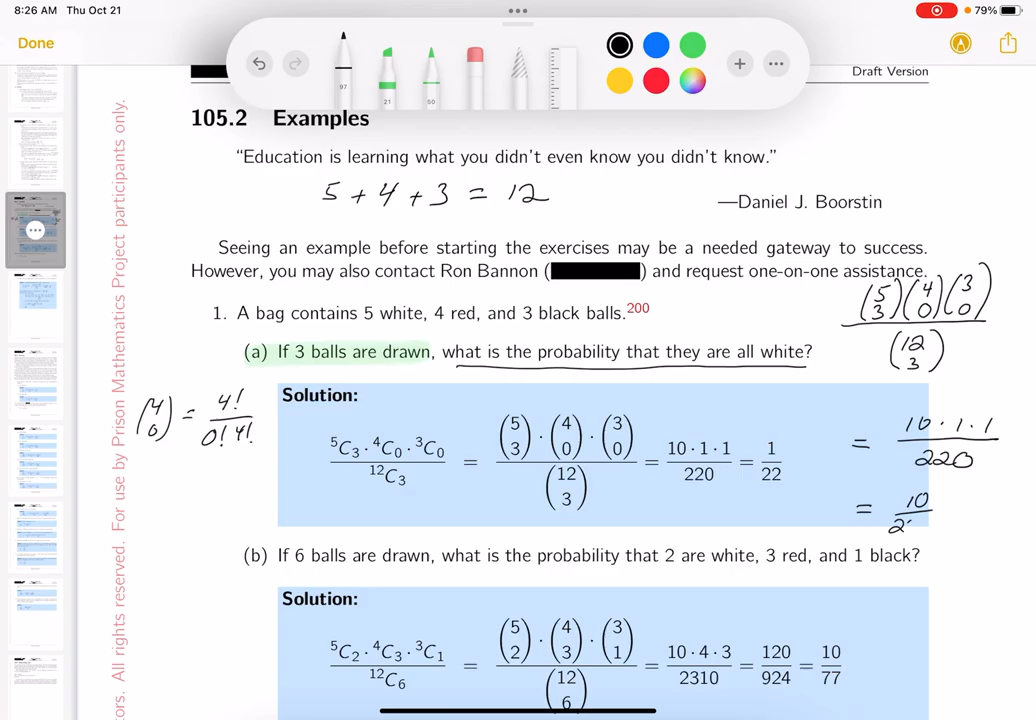 8:26 AM Thu Oct 21
79%
Done
97
21
50
Draft Version
105.2 Examples
“Education is learning what you didn’t even know you didn’t know.”
5 + 4 + 3 = 12
—Daniel J. Boorstin
Seeing an example before starting the exercises may be a needed gateway to success.
However, you may also contact Ron Bannon ( ) and request one-on-one assistance.
1. A bag contains 5 white, 4 red, and 3 black balls.200
(5 3)(4 0)(3 0) / (12 3)
(a) If 3 balls are drawn, what is the probability that they are all white?
Solution:
(4 0) = 4! / 0! 4!
⁵C₃ · ⁴C₀ · ³C₀ / ¹²C₃ = (5 3) · (4 0) · (3 0) / (12 3) = 10 · 1 · 1 / 220 = 1 / 22
= 10 · 1 · 1 / 220
= 10 / 2
(b) If 6 balls are drawn, what is the probability that 2 are white, 3 red, and 1 black?
Solution:
⁵C₂ · ⁴C₃ · ³C₁ / ¹²C₆ = (5 2) · (4 3) · (3 1) / (12 6) = 10 · 4 · 3 / 2310 = 120 / 924 = 10 / 77
ors. All rights reserved. For use by Prison Mathematics Project participants only.